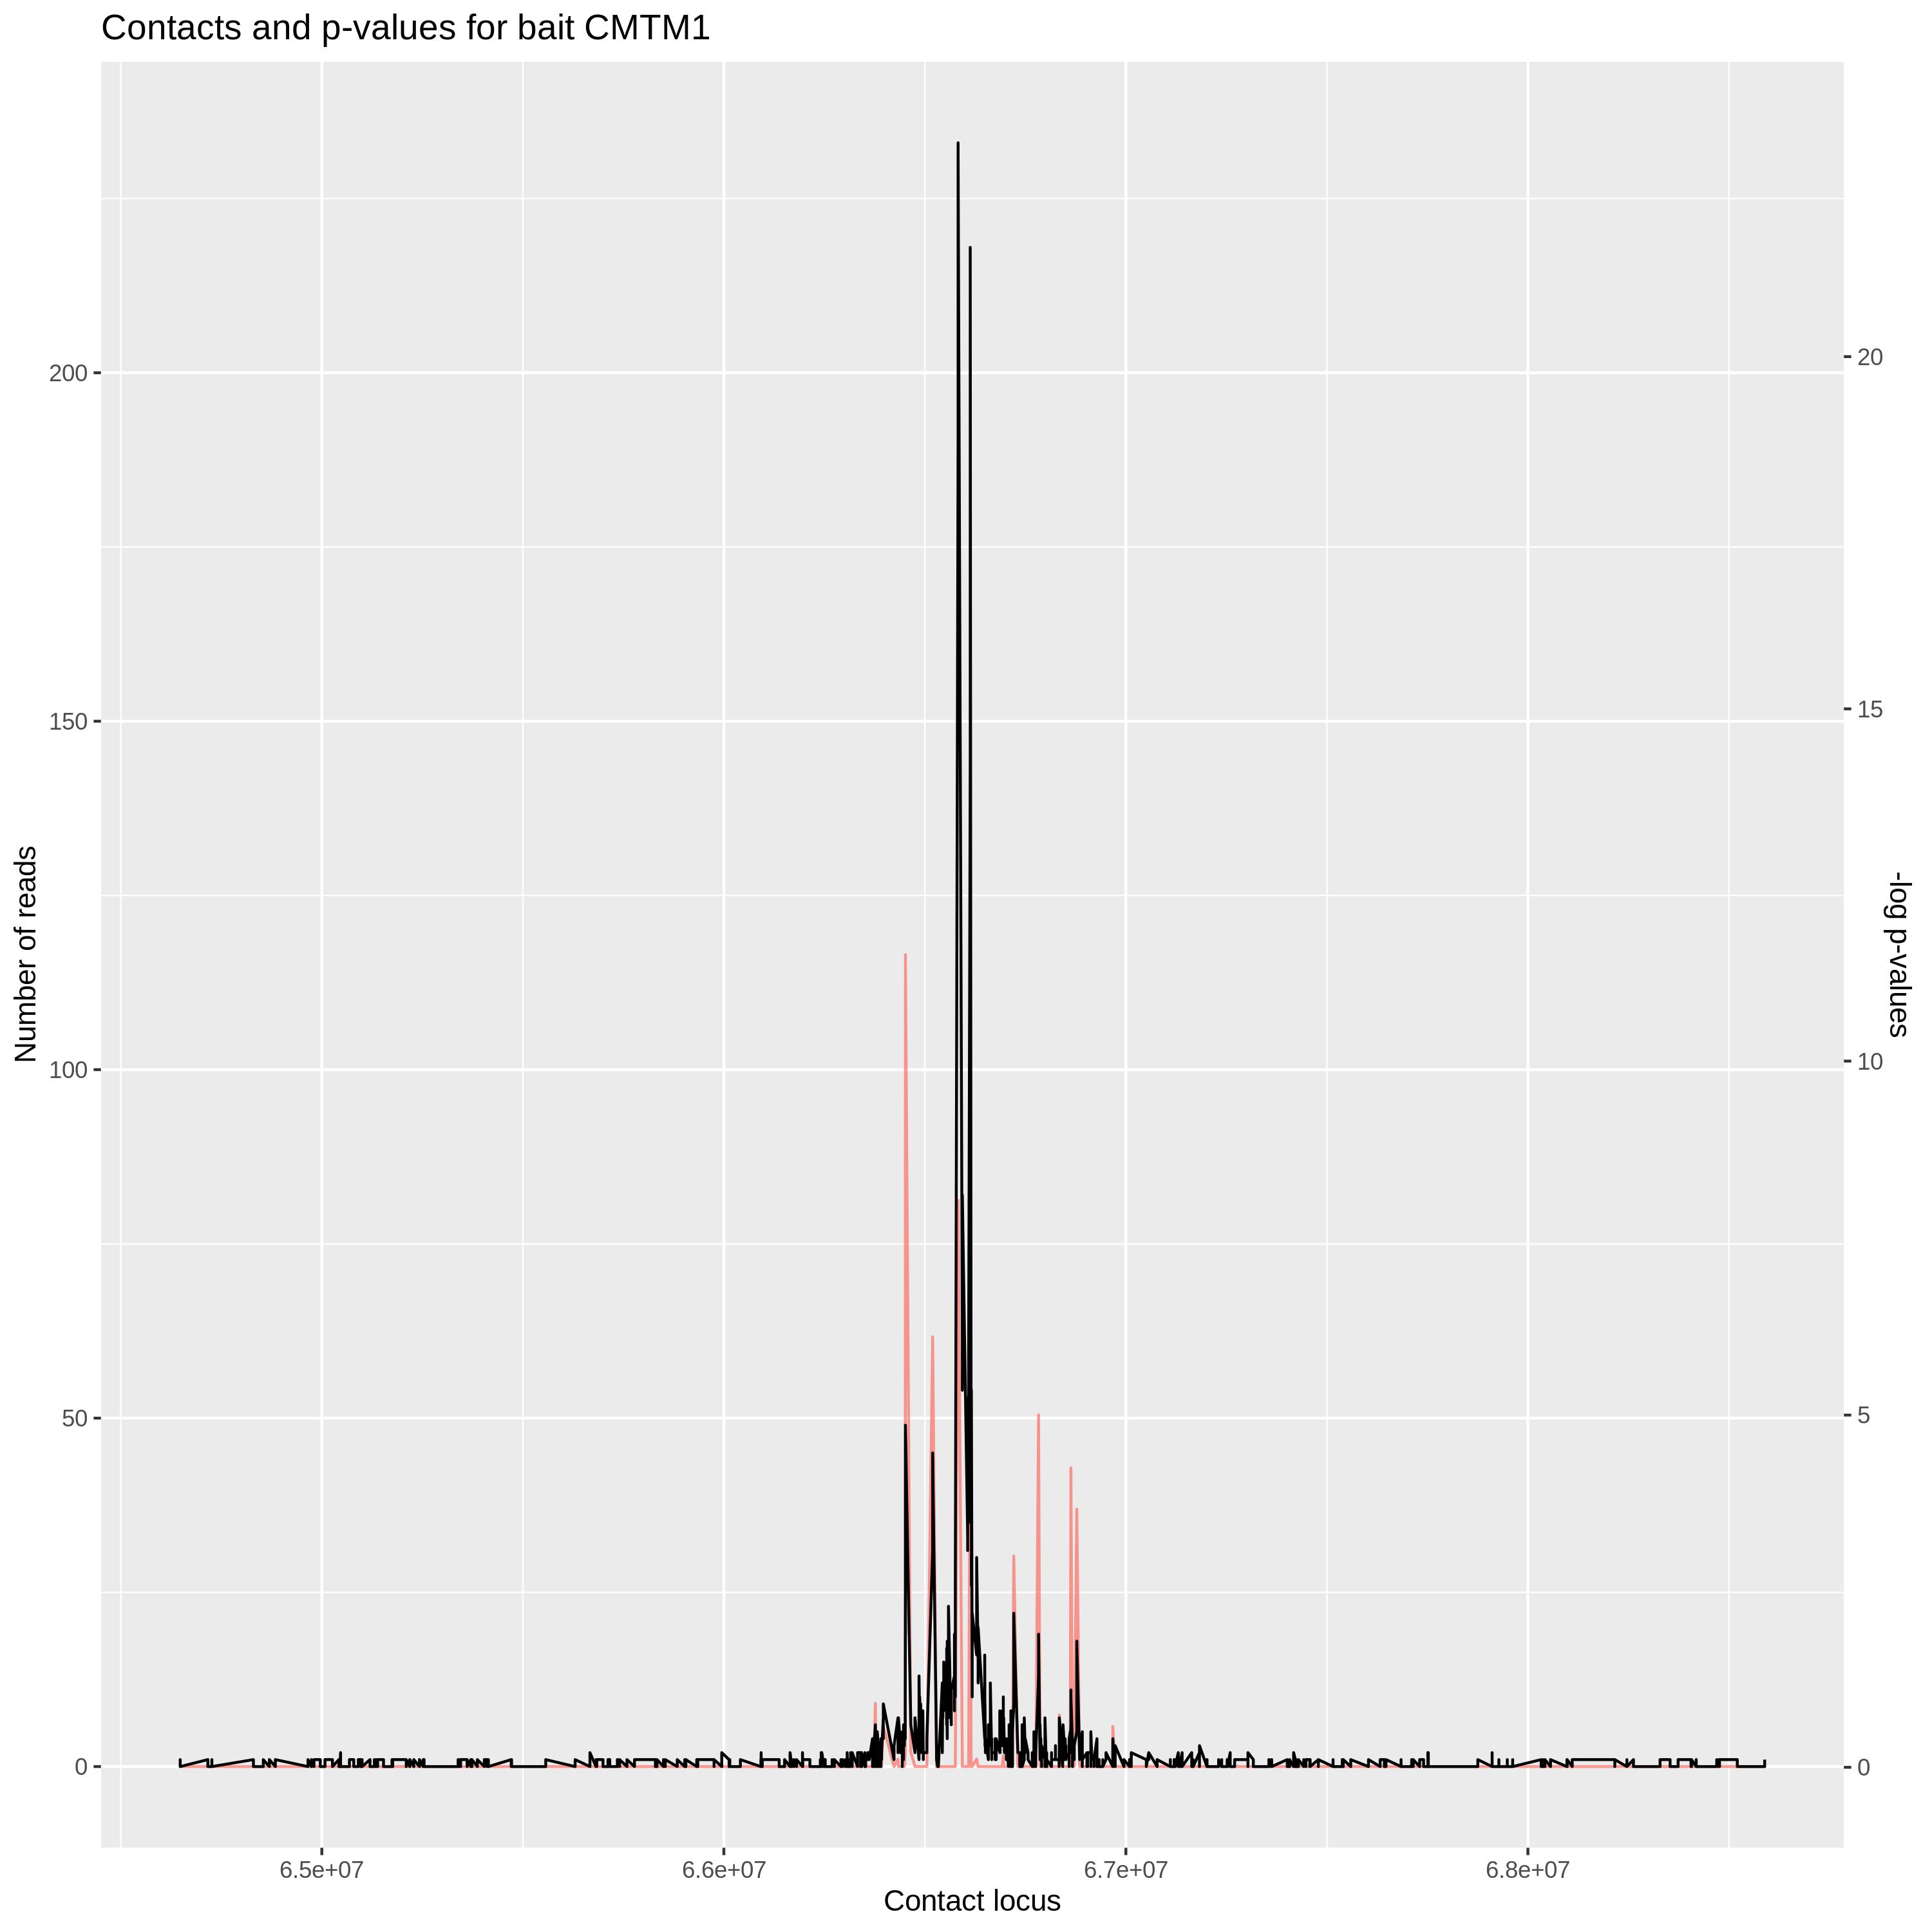 Contacts and p-values for bait CMTM1
Number of reads
200
150
100
50
0
20
15
10
5
0
-log p-values
6.5e+07 6.6e+07 6.7e+07 6.8e+07
Contact locus